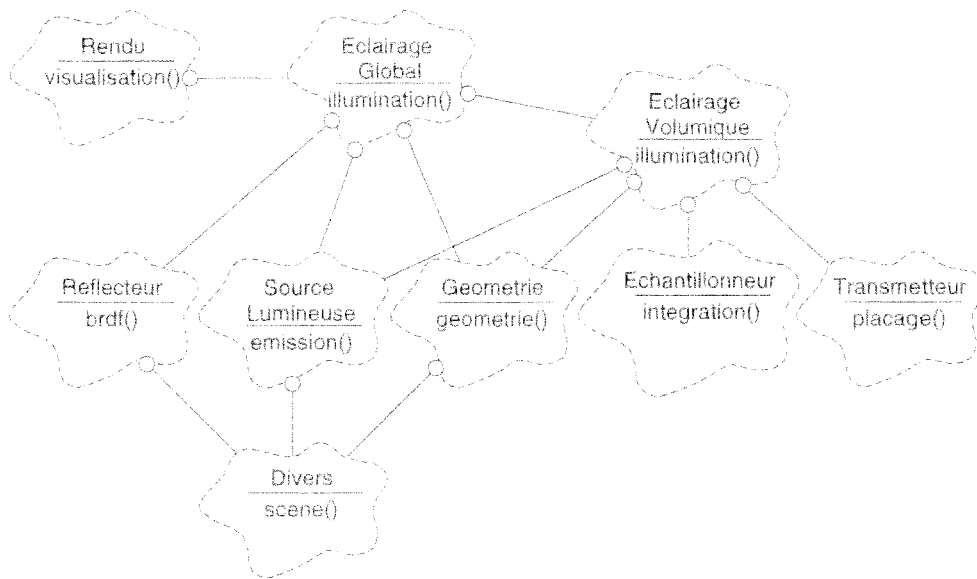 Rendu
visualisation()
Eclairage
Global
illumination()
Eclairage
Volumique
illumination()
Reflecteur
brdf()
Source
Lumineuse
emission()
Geometrie
geometrie()
Echantillonneur
integration()
Transmetteur
placage()
Divers
scene()